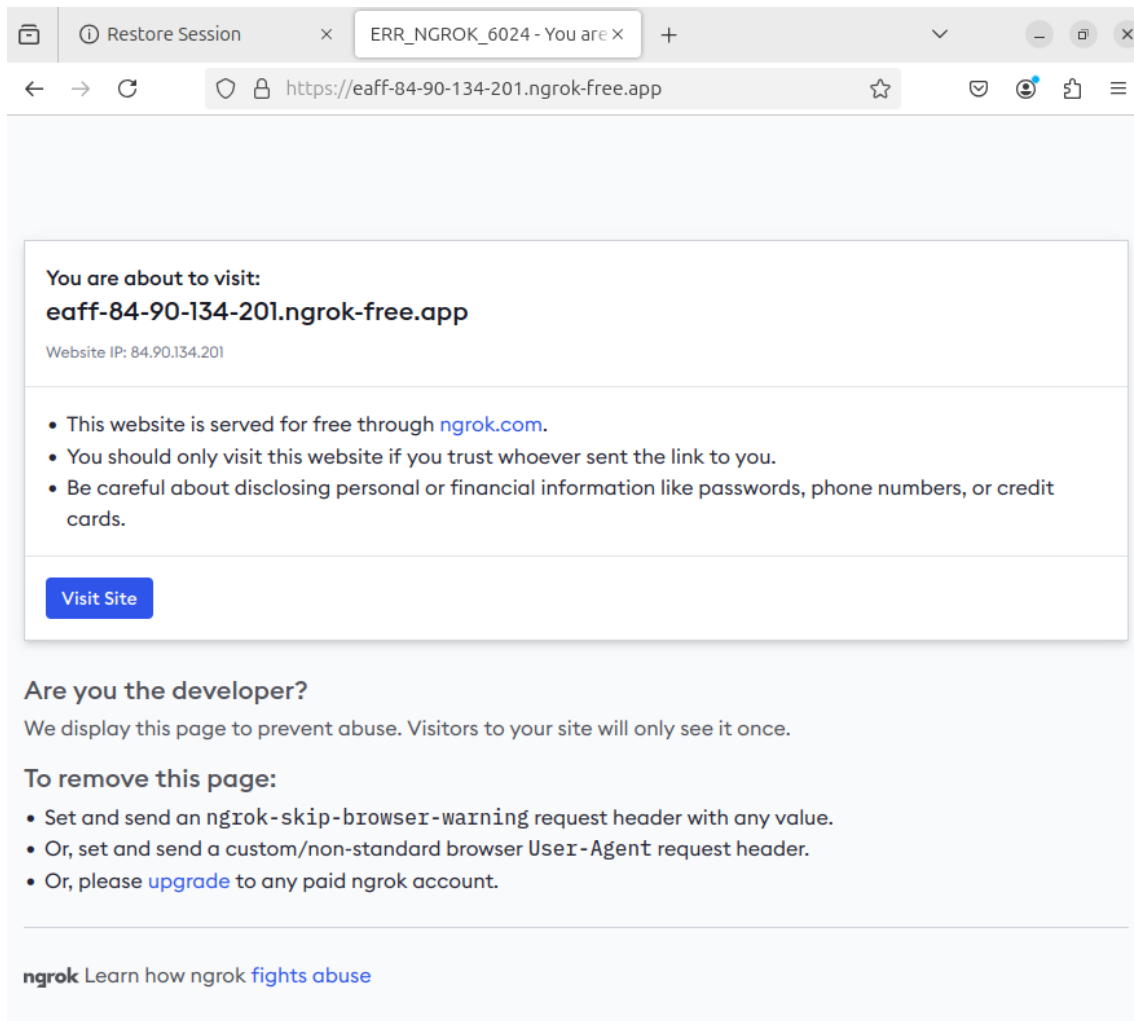 Restore Session
ERR_NGROK_6024 - You are
https://eaff-84-90-134-201.ngrok-free.app
You are about to visit:
eaff-84-90-134-201.ngrok-free.app
Website IP: 84.90.134.201
• This website is served for free through ngrok.com.
• You should only visit this website if you trust whoever sent the link to you.
• Be careful about disclosing personal or financial information like passwords, phone numbers, or credit
cards.
Visit Site
Are you the developer?
We display this page to prevent abuse. Visitors to your site will only see it once.
To remove this page:
• Set and send an ngrok-skip-browser-warning request header with any value.
• Or, set and send a custom/non-standard browser User-Agent request header.
• Or, please upgrade to any paid ngrok account.
ngrok Learn how ngrok fights abuse